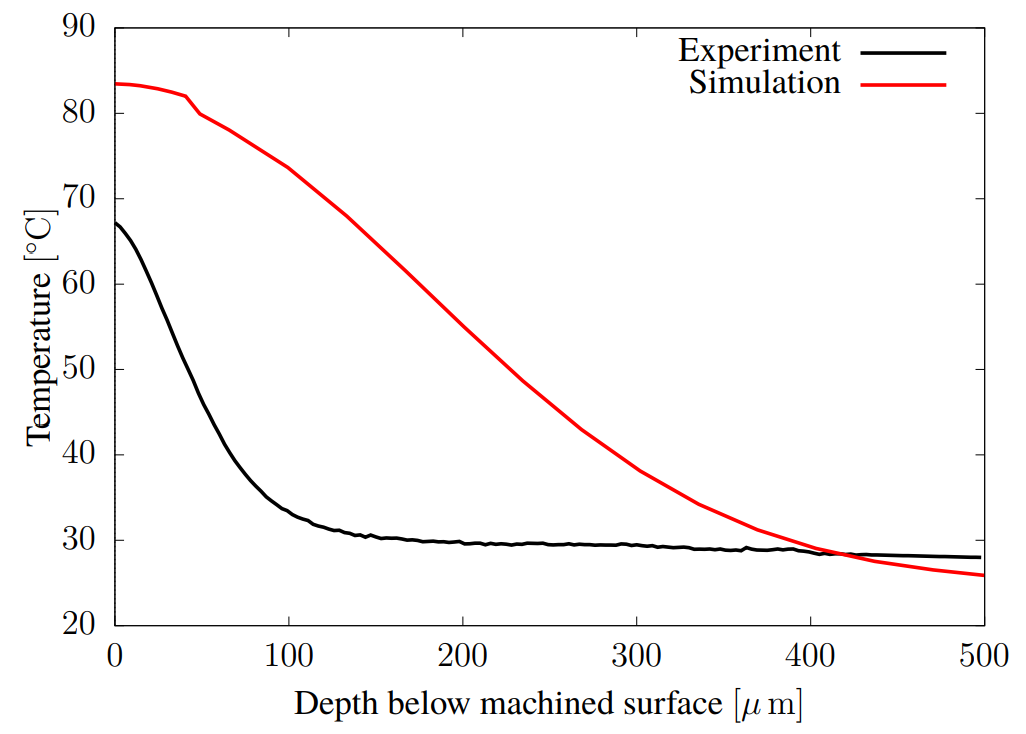 90
80
70
60
50
40
30
20
0 100 200 300 400 500
Temperature [°C]
Depth below machined surface [μ m]
Experiment
Simulation